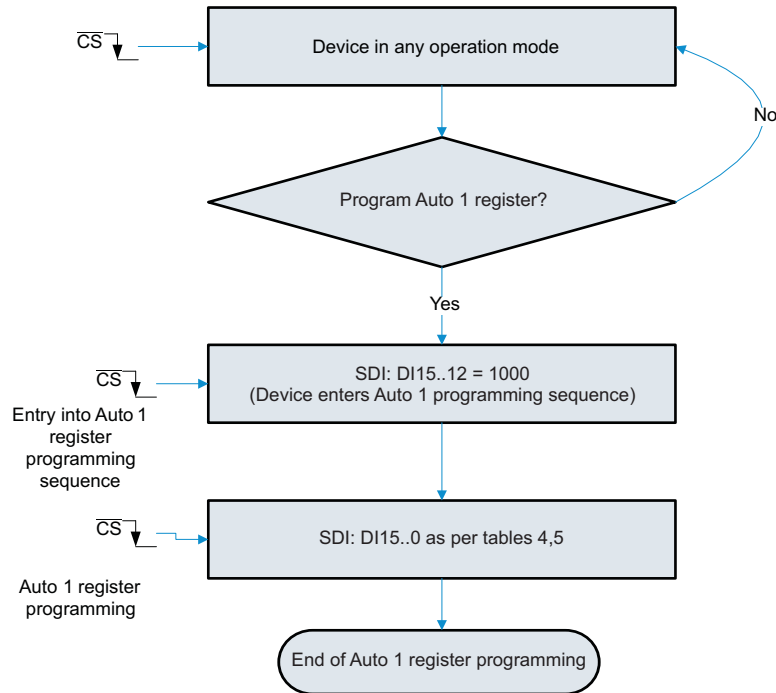 CS
Device in any operation mode
No
Program Auto 1 register?
Yes
CS
SDI: DI15..12 = 1000
(Device enters Auto 1 programming sequence)
Entry into Auto 1
register
programming
sequence
CS
SDI: DI15..0 as per tables 4,5
Auto 1 register
programming
End of Auto 1 register programming